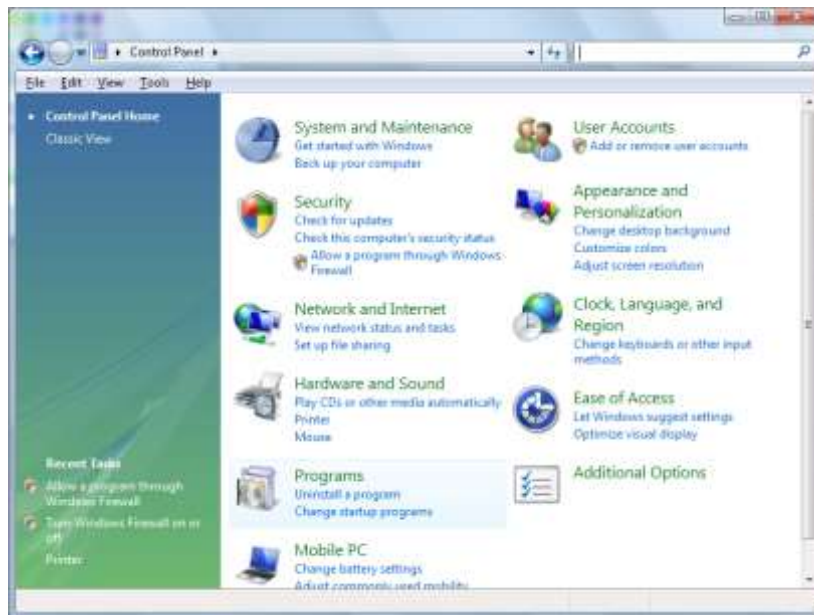 Control Panel
File Edit View Tools Help
Control Panel Home
Classic View
Recent Tasks
Allow a program through
Windows Firewall
Turn Windows Firewall on or
off
Printer
System and Maintenance
Get started with Windows
Back up your computer
Security
Check for updates
Check this computer's security status
Allow a program through Windows
Firewall
Network and Internet
View network status and tasks
Set up file sharing
Hardware and Sound
Play CDs or other media automatically
Printer
Mouse
Programs
Uninstall a program
Change startup programs
Mobile PC
Change battery settings
Adjust commonly used mobility
User Accounts
Add or remove user accounts
Appearance and
Personalization
Change desktop background
Customize colors
Adjust screen resolution
Clock, Language, and
Region
Change keyboards or other input
methods
Ease of Access
Let Windows suggest settings
Optimize visual display
Additional Options